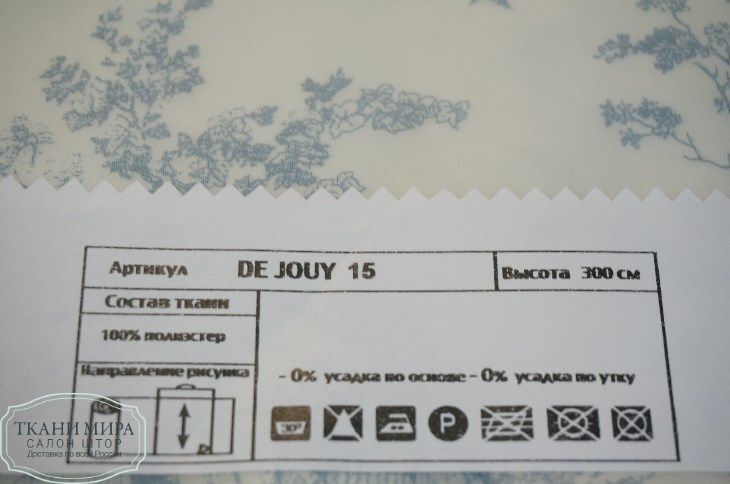 Артикул DE JOUY 15 Высота 300 см
Состав ткани
100% полиэстер
Направление рисунка
- 0% усадка по основе - 0% усадка по утку
30° P
ТКАНИ МИРА
САЛОН ШТОР
Доставка по всей России